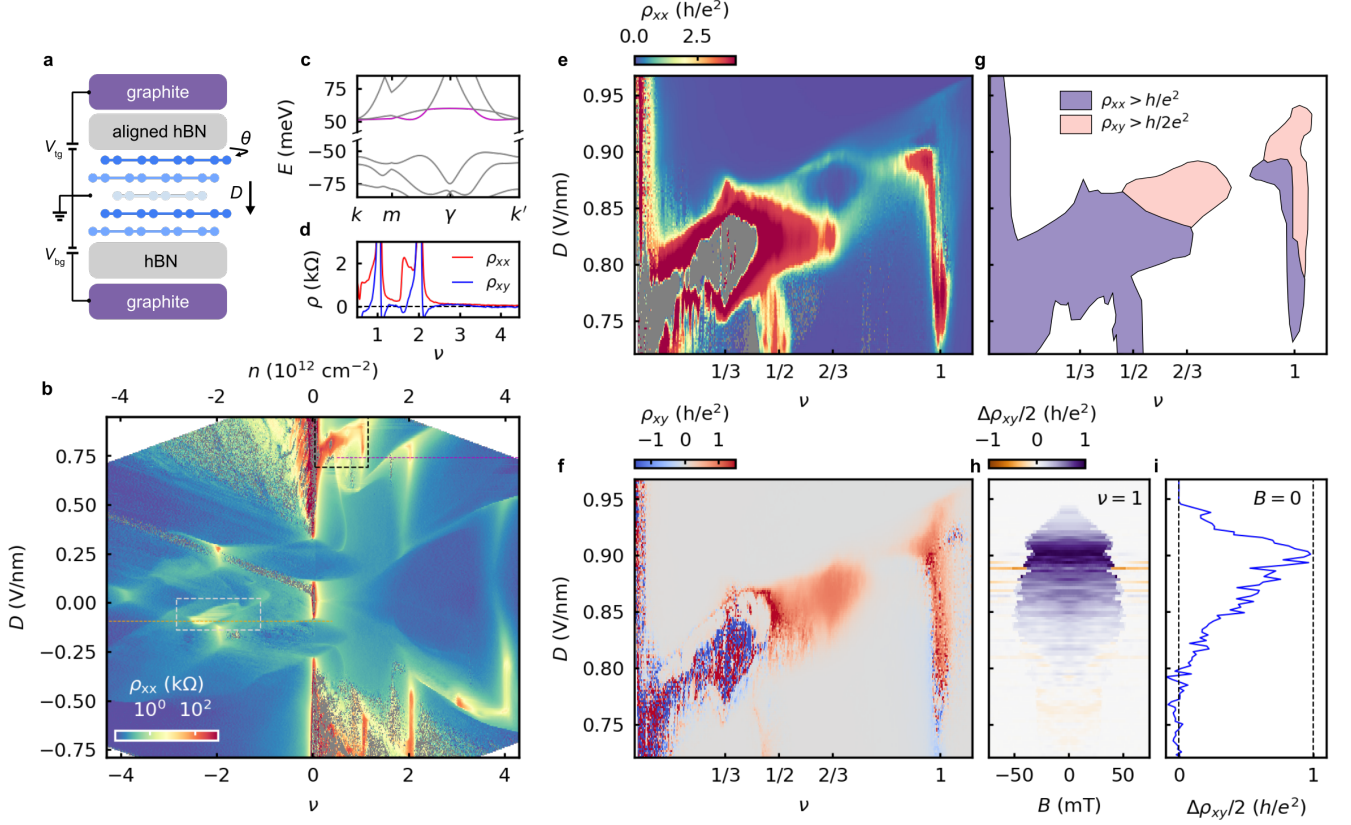 a
graphite
aligned hBN
θ
V_tg
D
V_bg
hBN
graphite
c
75
50
−50
−75
E (meV)
k m γ k′
d
2
0
ρ (kΩ)
ρ_xx
ρ_xy
1 2 3 4
ν
n (10^12 cm^−2)
b
-4 -2 0 2 4
0.75
0.50
0.25
0.00
−0.25
−0.50
−0.75
D (V/nm)
ρ_xx (kΩ)
10^0 10^2
−4 −2 0 2 4
ν
ρ_xx (h/e^2)
0.0 2.5
e
0.95
0.90
0.85
0.80
0.75
D (V/nm)
1/3 1/2 2/3 1
ν
g
ρ_xx > h/e^2
ρ_xy > h/2e^2
1/3 1/2 2/3 1
ν
ρ_xy (h/e^2)
−1 0 1
f
0.95
0.90
0.85
0.80
0.75
D (V/nm)
1/3 1/2 2/3 1
ν
Δρ_xy/2 (h/e^2)
−1 0 1
h
ν = 1
−50 0 50
B (mT)
i
B = 0
0 1
Δρ_xy/2 (h/e^2)